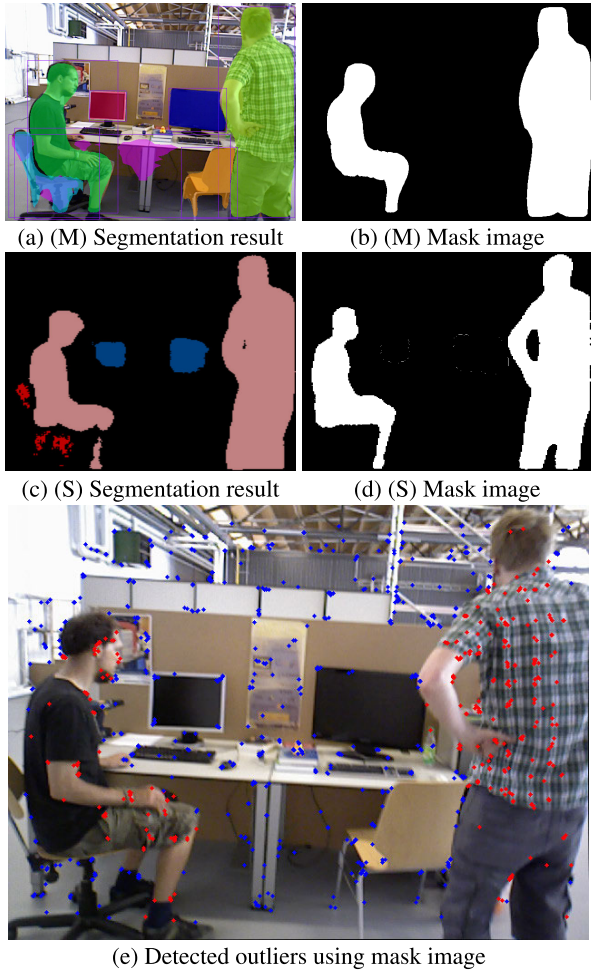 (a) (M) Segmentation result
(b) (M) Mask image
(c) (S) Segmentation result
(d) (S) Mask image
(e) Detected outliers using mask image